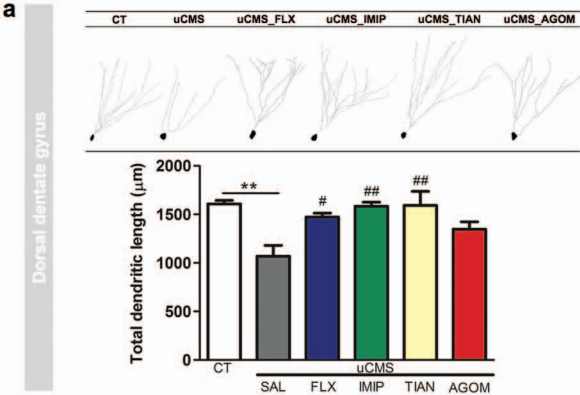 a
CT uCMS uCMS_FLX uCMS_IMIP uCMS_TIAN uCMS_AGOM
Dorsal dentate gyrus
Total dendritic length (μm)
2000
1500
1000
500
0
**
#
##
##
CT
uCMS
SAL FLX IMIP TIAN AGOM